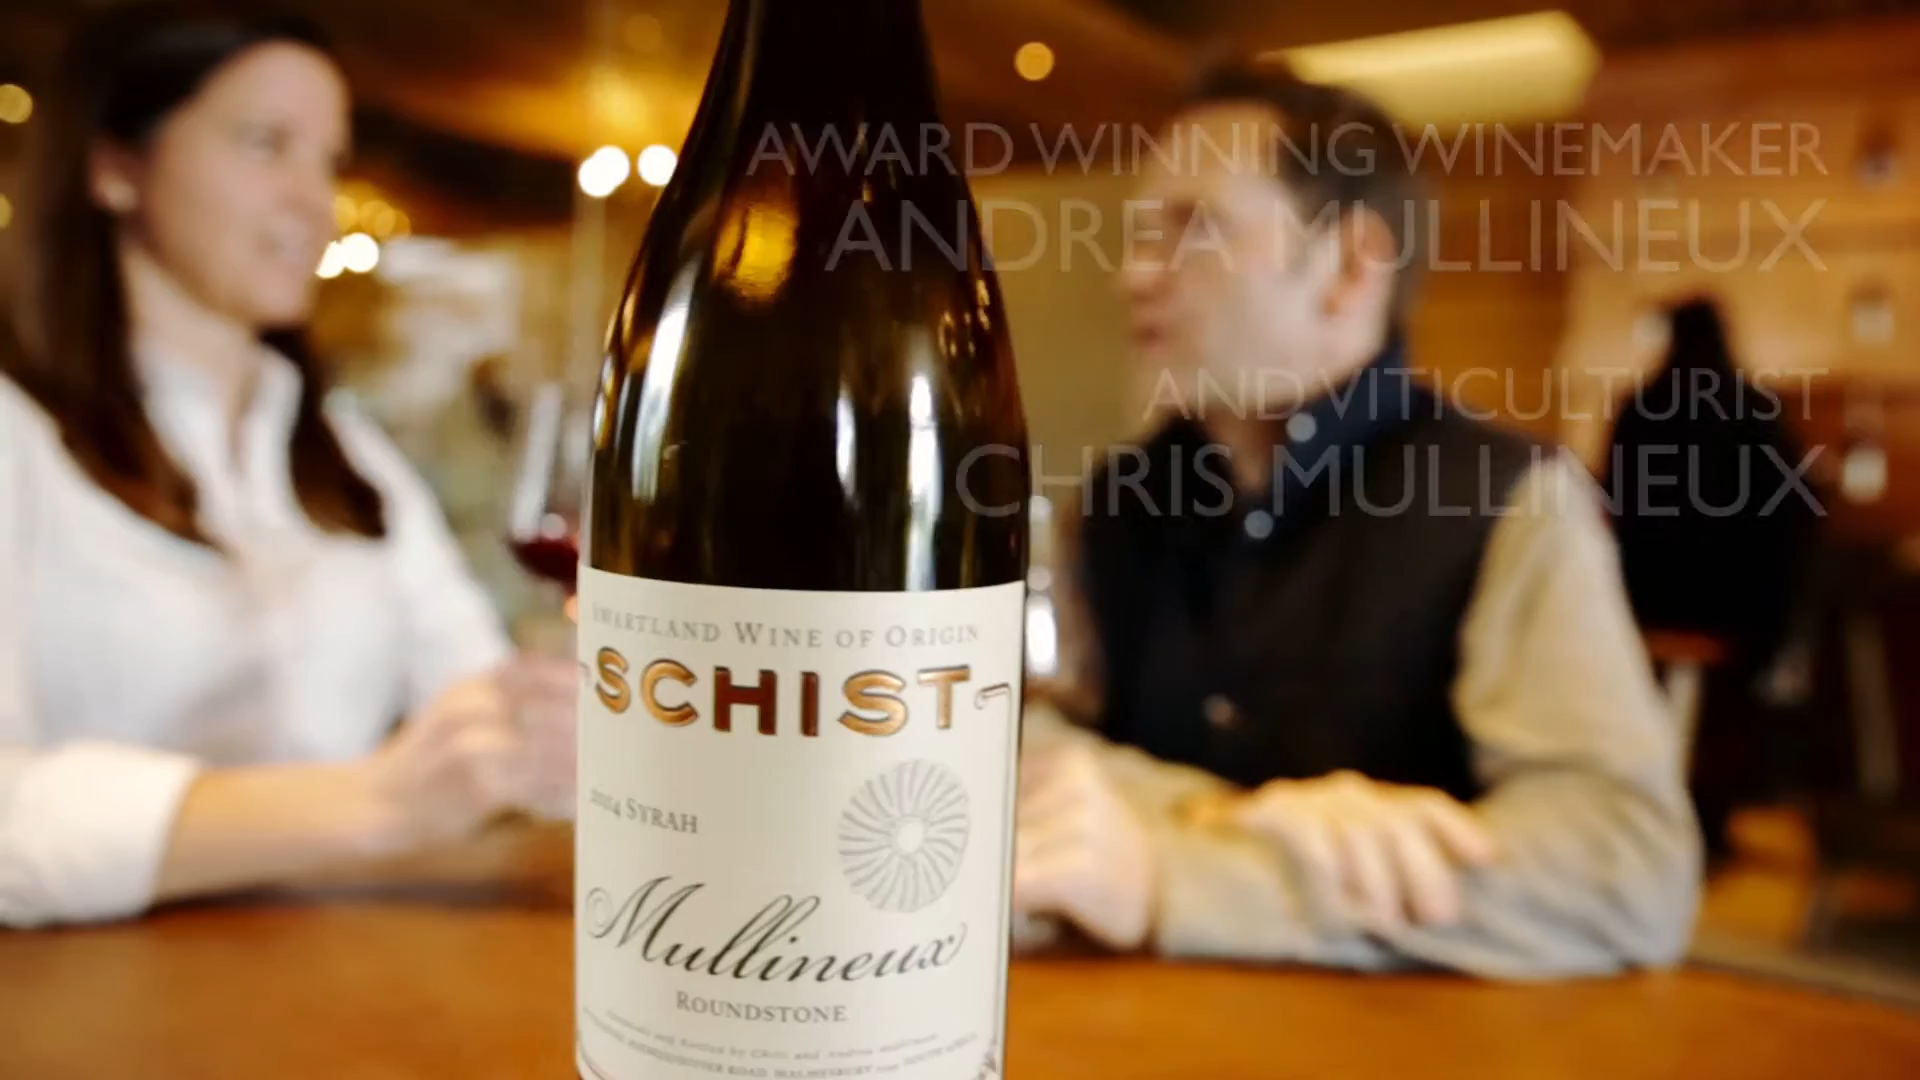 AWARD WINNING WINEMAKER
ANDREA MULLINEUX
AND VITICULTURIST
CHRIS MULLINEUX
SWARTLAND WINE OF ORIGIN
SCHIST
2014 SYRAH
Mullineux
ROUNDSTONE